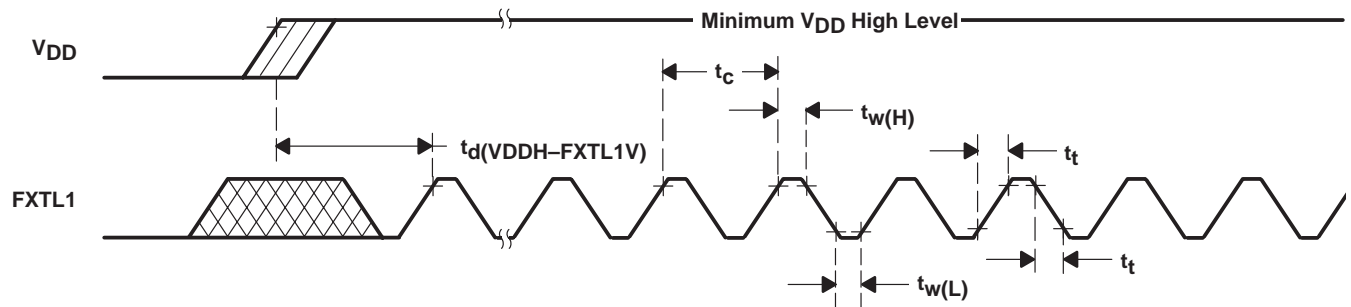 Minimum VDD High Level
VDD
tc
tw(H)
td(VDDH–FXTL1V)
tt
FXTL1
tt
tw(L)